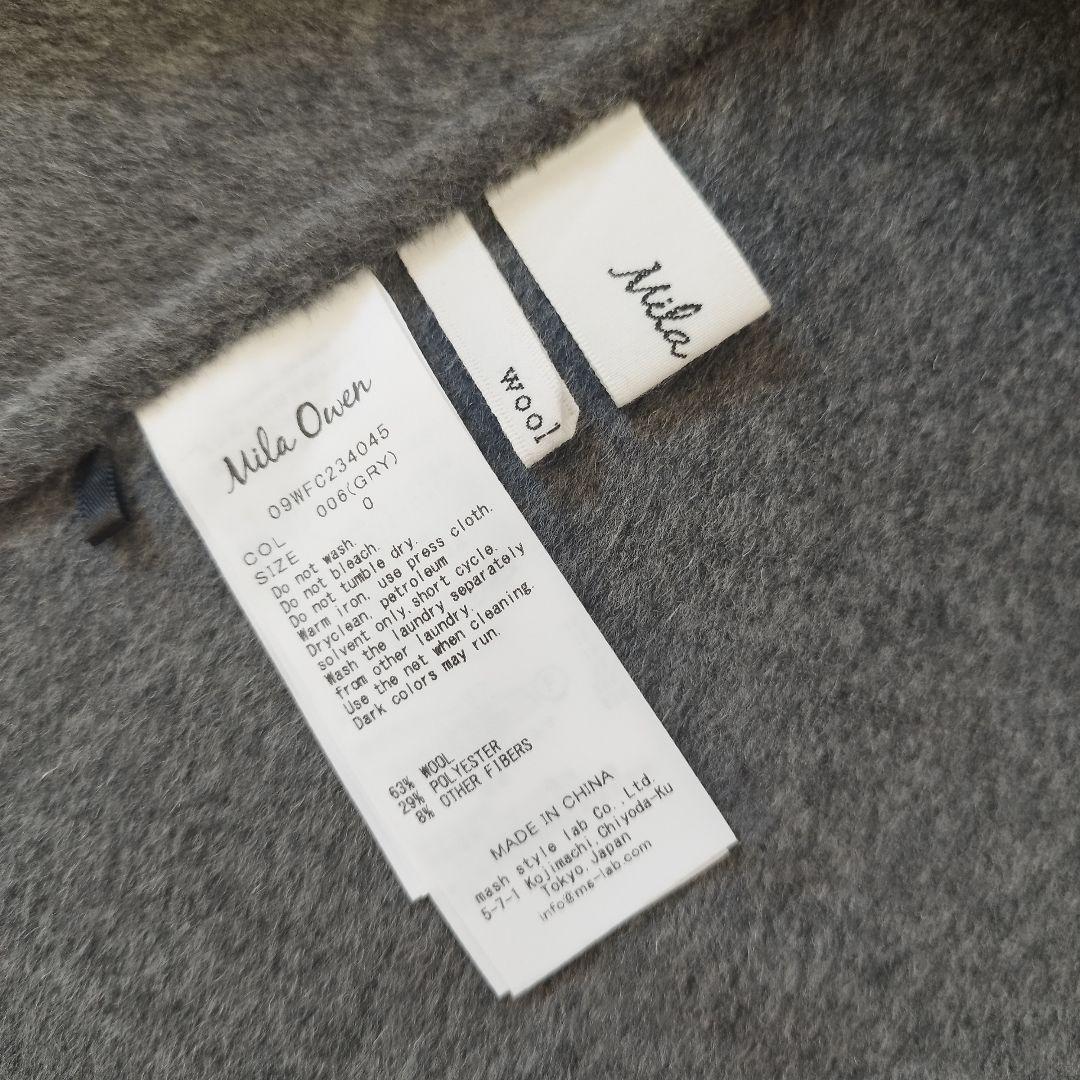 Mila
wool
Mila Owen
09WFC234045
COL 006(GRY)
SIZE 0
Do not wash.
Do not bleach.
Do not tumble dry.
Warm iron, use press cloth.
Dryclean, petroleum
solvent only,short cycle.
Wash the laundry separately
from other laundry.
Use the net when cleaning.
Dark colors may run.
63% WOOL
29% POLYESTER
8% OTHER FIBERS
MADE IN CHINA
mash style lab Co.,Ltd.
5-7-1 Kojimachi,Chiyoda-Ku
Tokyo,Japan
info@ms-lab.com